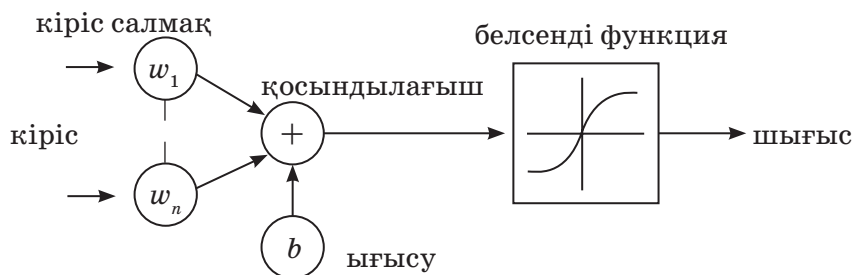 кіріс салмақ
белсенді функция
w1
қосындылағыш
кіріс
+
шығыс
wn
b
ығысу